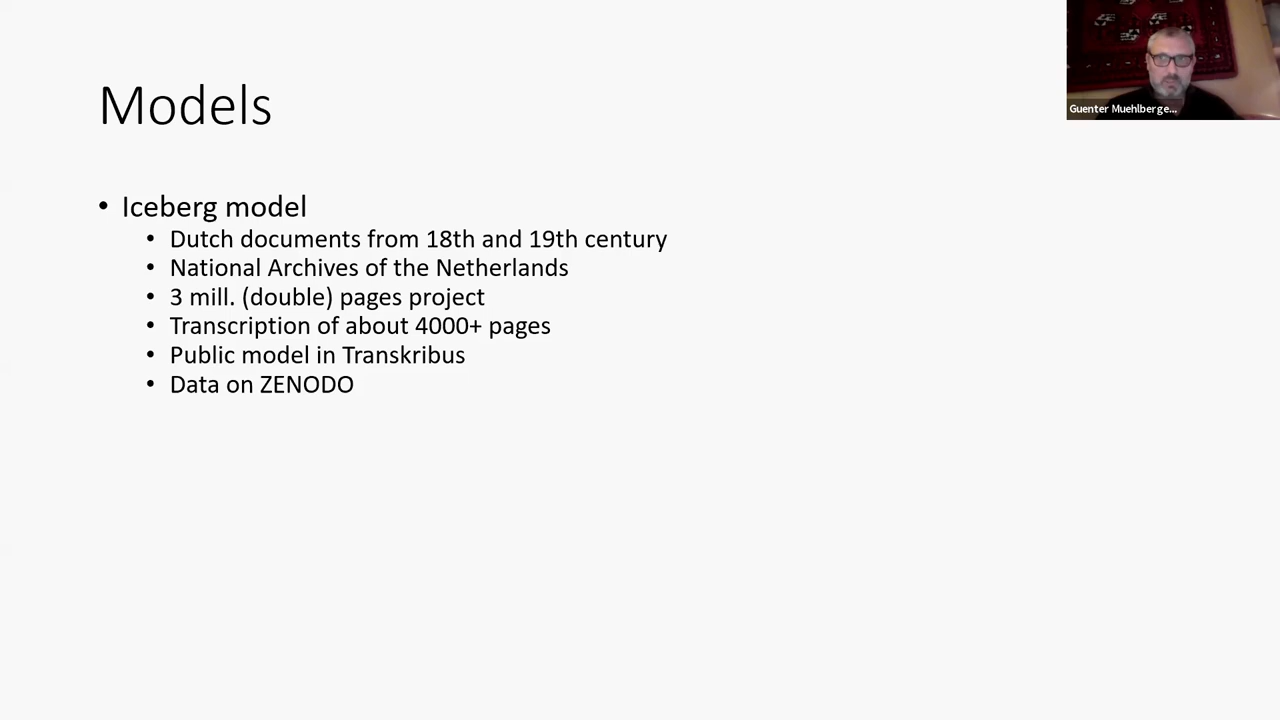 Models
• Iceberg model
• Dutch documents from 18th and 19th century
• National Archives of the Netherlands
• 3 mill. (double) pages project
• Transcription of about 4000+ pages
• Public model in Transkribus
• Data on ZENODO
Guenter Muehlberge...